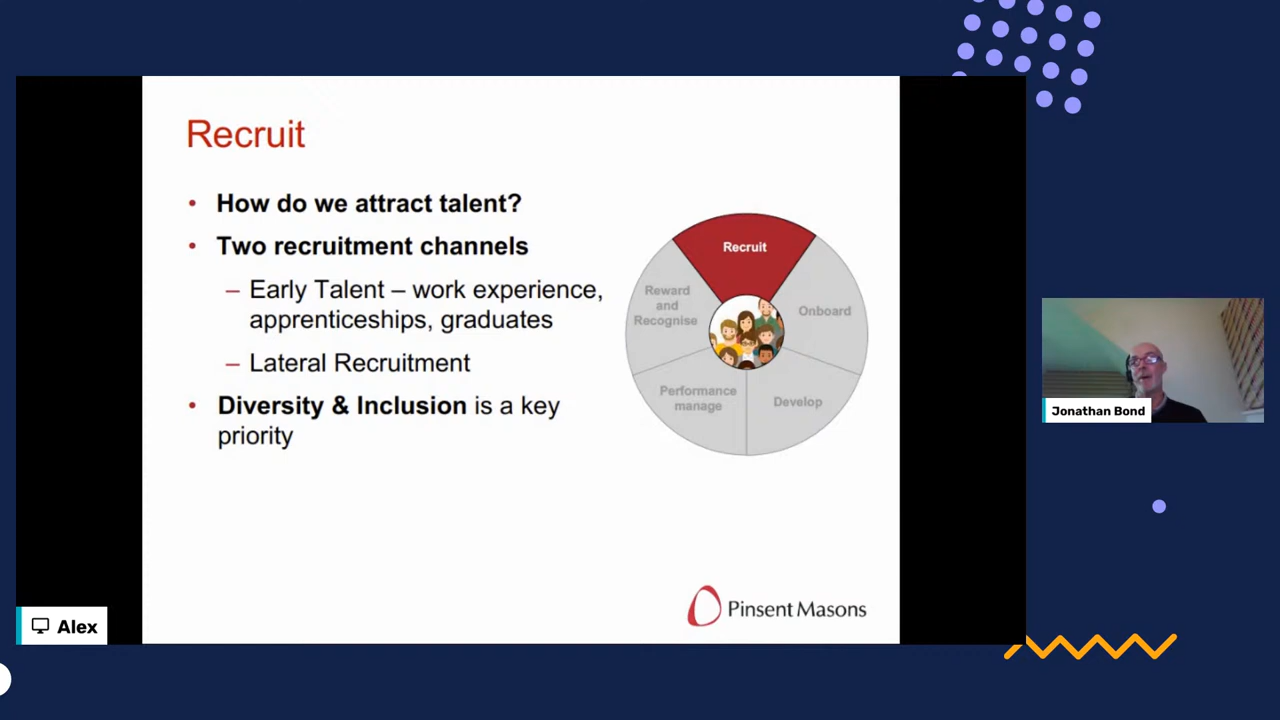 Recruit
• How do we attract talent?
• Two recruitment channels
– Early Talent – work experience,
apprenticeships, graduates
– Lateral Recruitment
• Diversity & Inclusion is a key
priority
Recruit
Onboard
Develop
Performance
manage
Reward
and
Recognise
Pinsent Masons
Alex
Jonathan Bond